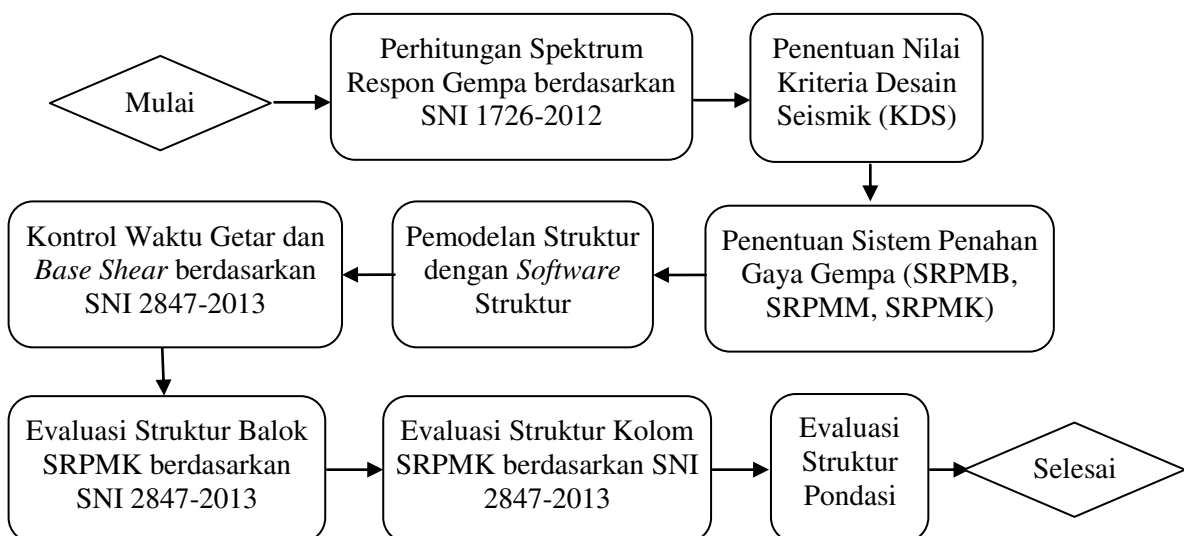 Mulai
Perhitungan Spektrum
Respon Gempa berdasarkan
SNI 1726-2012
Penentuan Nilai
Kriteria Desain
Seismik (KDS)
Penentuan Sistem Penahan
Gaya Gempa (SRPMB,
SRPMM, SRPMK)
Pemodelan Struktur
dengan Software
Struktur
Kontrol Waktu Getar dan
Base Shear berdasarkan
SNI 2847-2013
Evaluasi Struktur Balok
SRPMK berdasarkan
SNI 2847-2013
Evaluasi Struktur Kolom
SRPMK berdasarkan SNI
2847-2013
Evaluasi
Struktur
Pondasi
Selesai